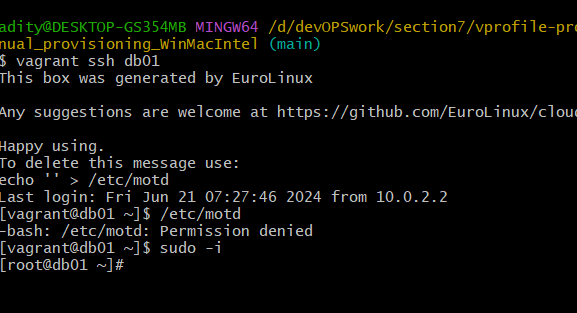 adity@DESKTOP-GS354MB MINGW64 /d/devOPSwork/section7/vprofile-pro
nual_provisioning_WinMacIntel (main)
$ vagrant ssh db01
This box was generated by EuroLinux
Any suggestions are welcome at https://github.com/EuroLinux/cloud
Happy using.
To delete this message use:
echo '' > /etc/motd
Last login: Fri Jun 21 07:27:46 2024 from 10.0.2.2
[vagrant@db01 ~]$ /etc/motd
-bash: /etc/motd: Permission denied
[vagrant@db01 ~]$ sudo -i
[root@db01 ~]#